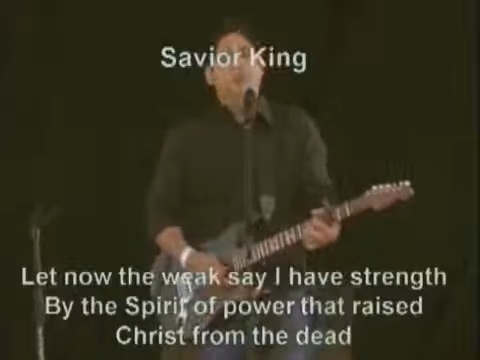 Savior King
Let now the weak say I have strength
By the Spirit of power that raised
Christ from the dead